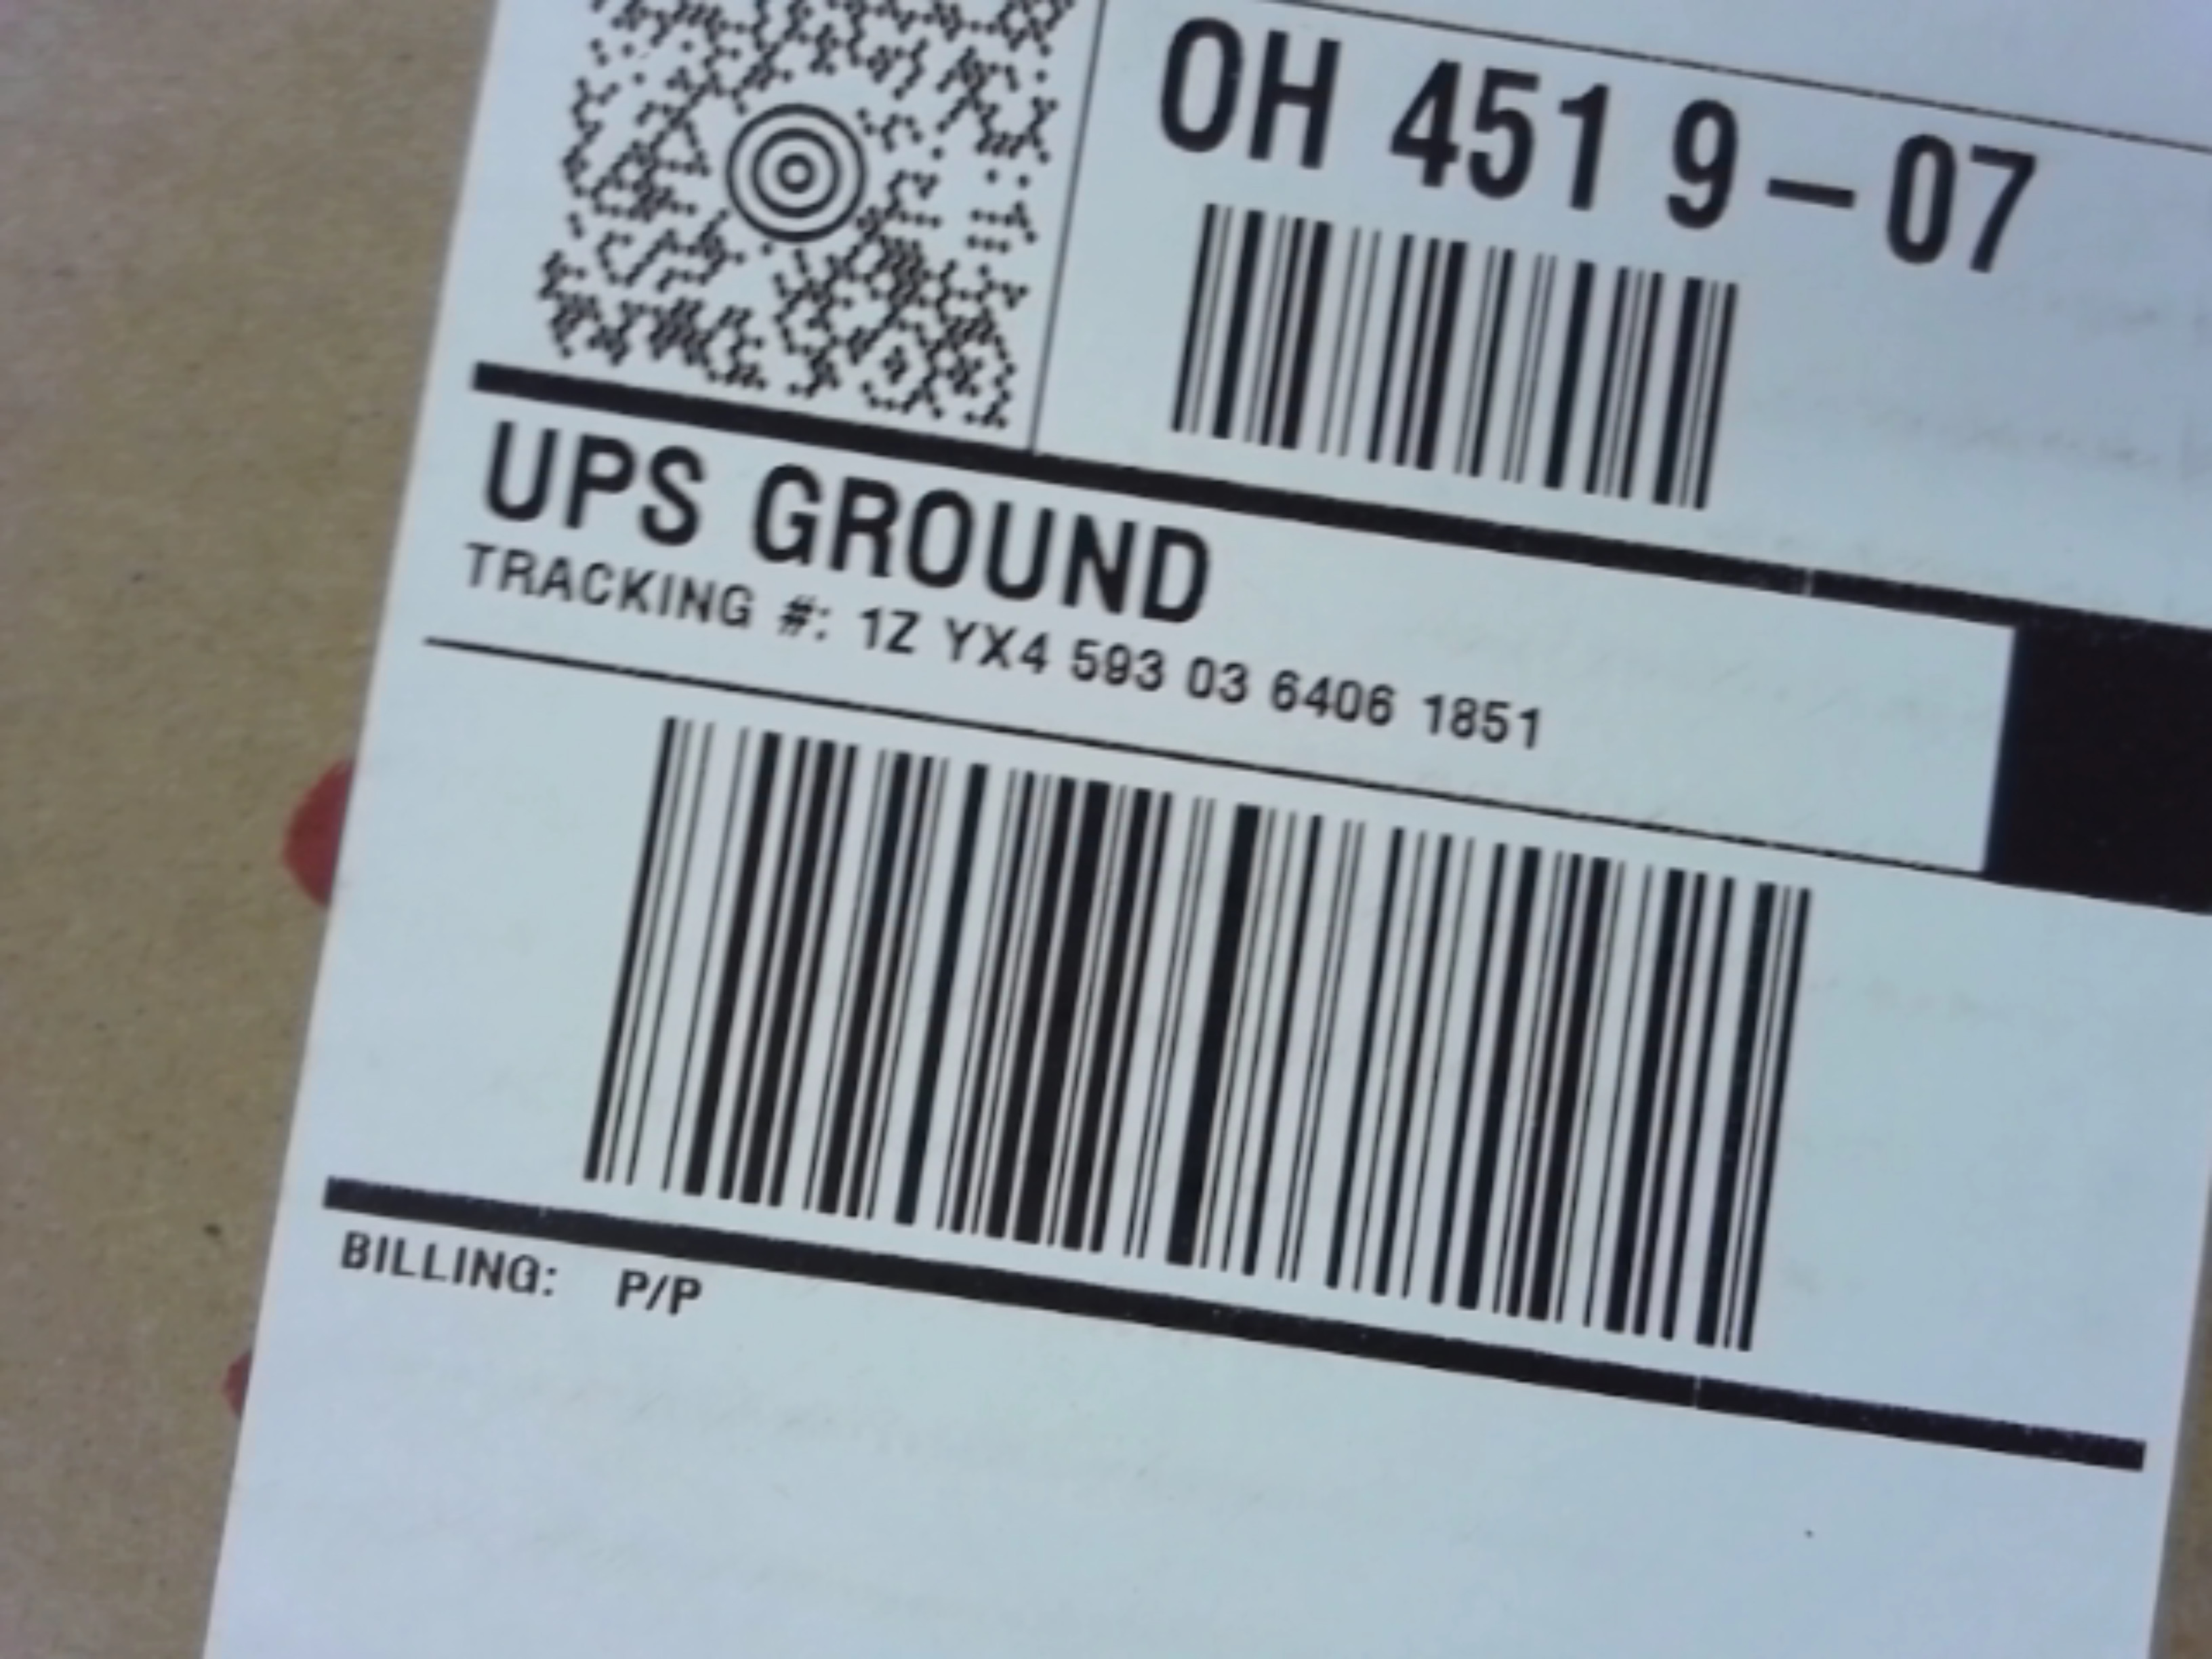 OH 451 9-07
UPS GROUND
TRACKING #: 1Z YX4 593 03 6406 1851
BILLING: P/P